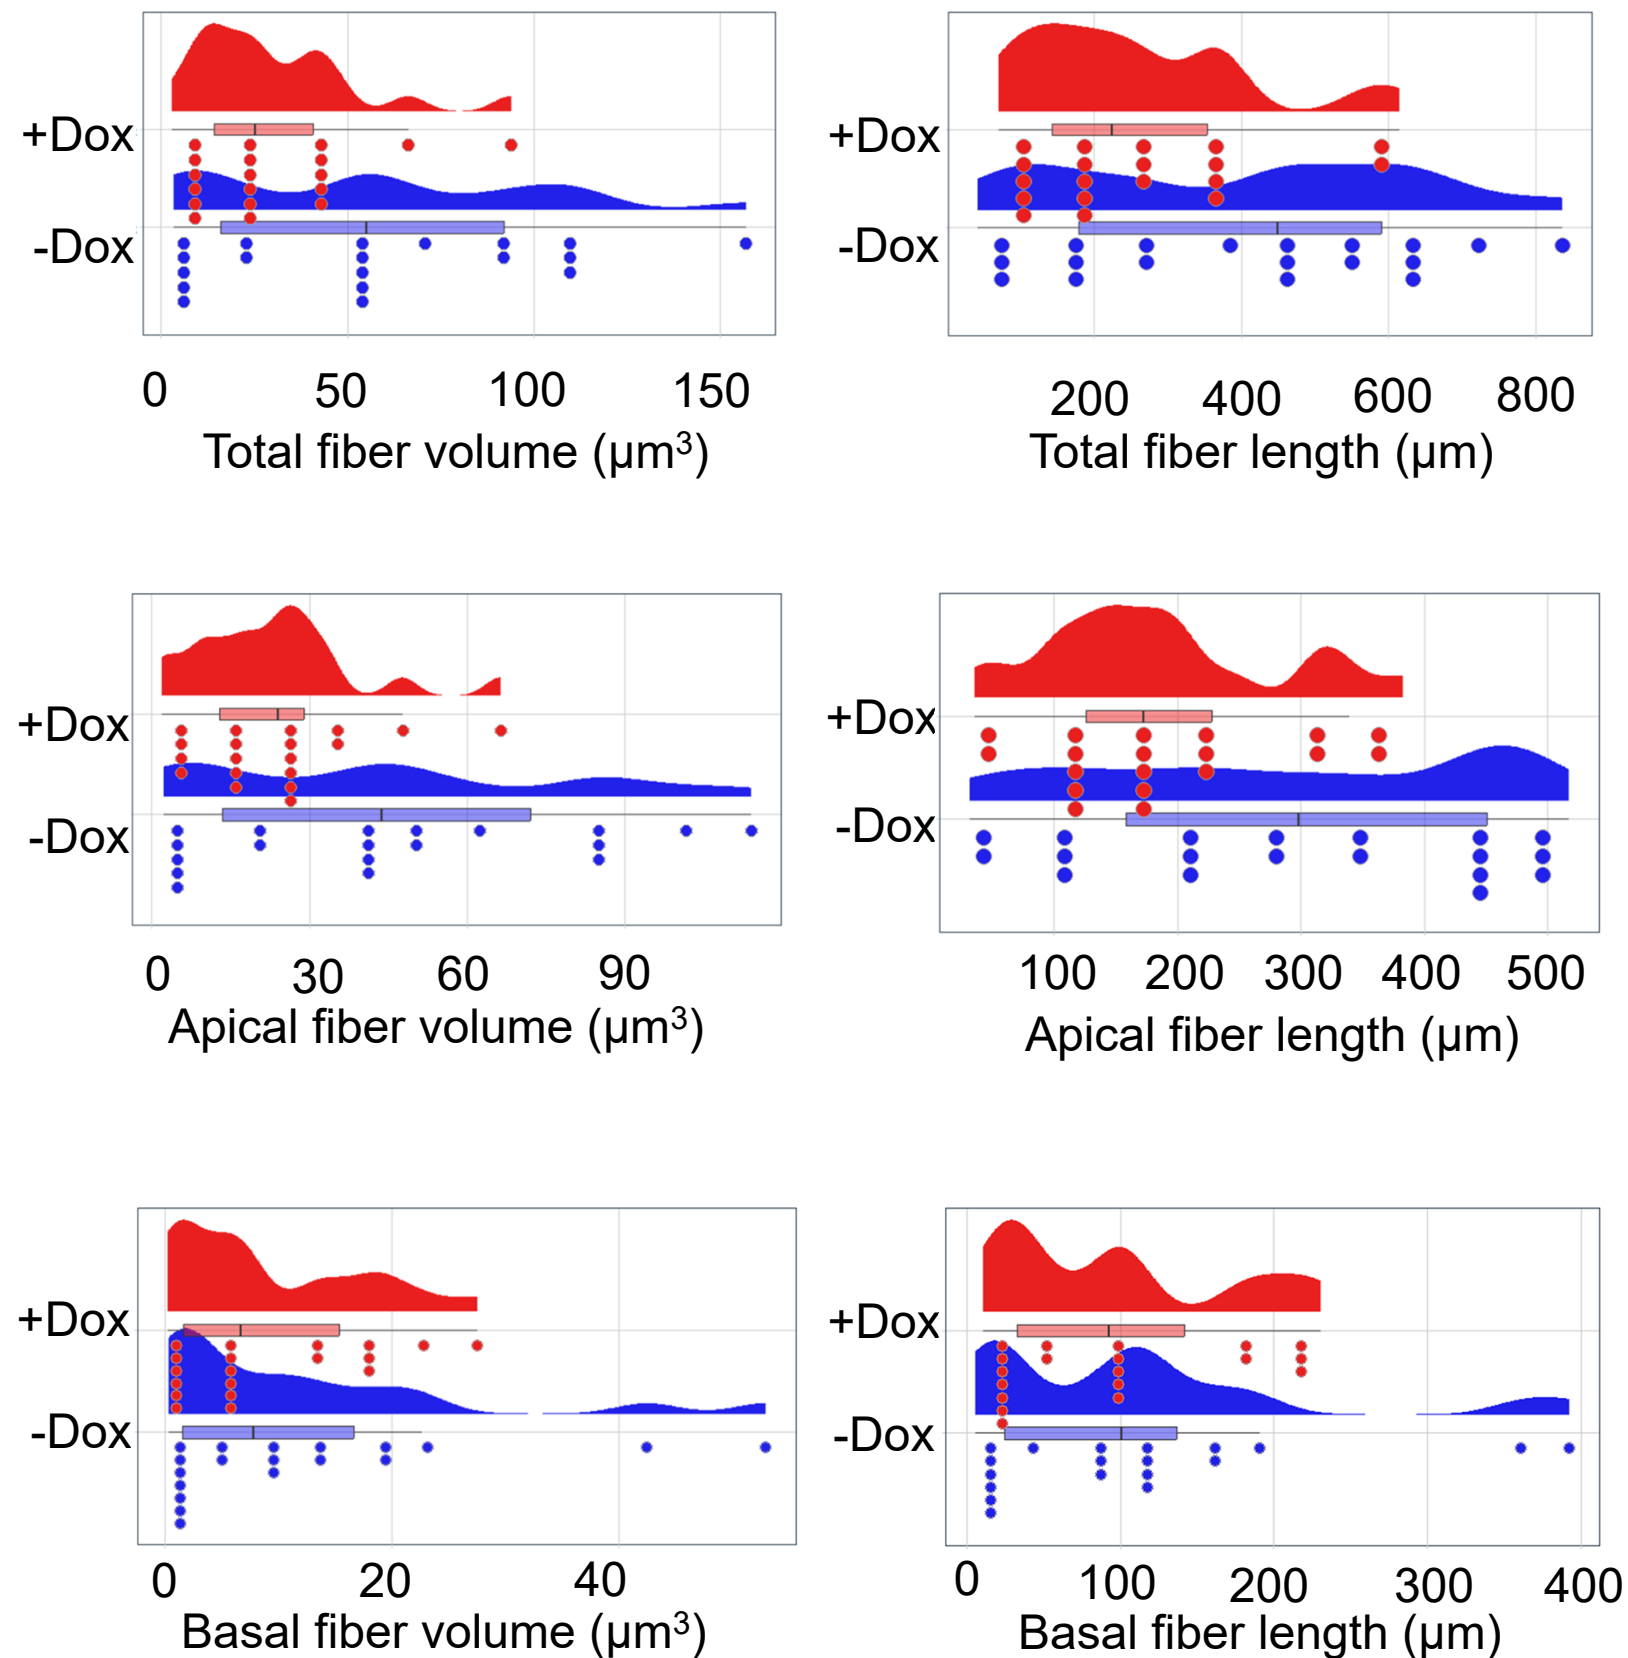 +Dox
-Dox
0 50 100 150
Total fiber volume (µm³)
+Dox
-Dox
200 400 600 800
Total fiber length (µm)
+Dox
-Dox
0 30 60 90
Apical fiber volume (µm³)
+Dox
-Dox
100 200 300 400 500
Apical fiber length (µm)
+Dox
-Dox
0 20 40
Basal fiber volume (µm³)
+Dox
-Dox
0 100 200 300 400
Basal fiber length (µm)